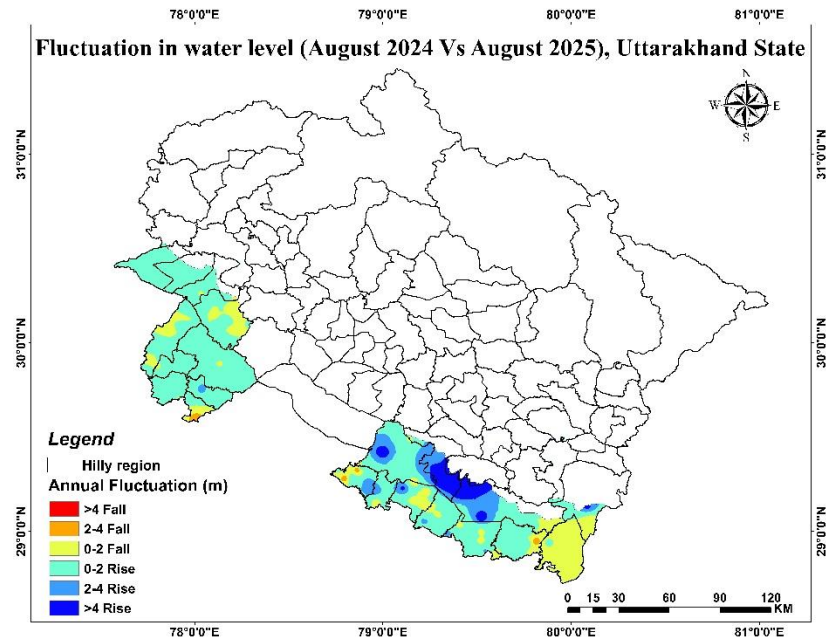 78°0'0"E 79°0'0"E 80°0'0"E 81°0'0"E
Fluctuation in water level (August 2024 Vs August 2025), Uttarakhand State
N
W E
S
31°0'0"N 31°0'0"N
30°0'0"N 30°0'0"N
29°0'0"N 29°0'0"N
Legend
Hilly region
Annual Fluctuation (m)
>4 Fall
2-4 Fall
0-2 Fall
0-2 Rise
2-4 Rise
>4 Rise
0 15 30 60 90 120
KM
78°0'0"E 79°0'0"E 80°0'0"E 81°0'0"E